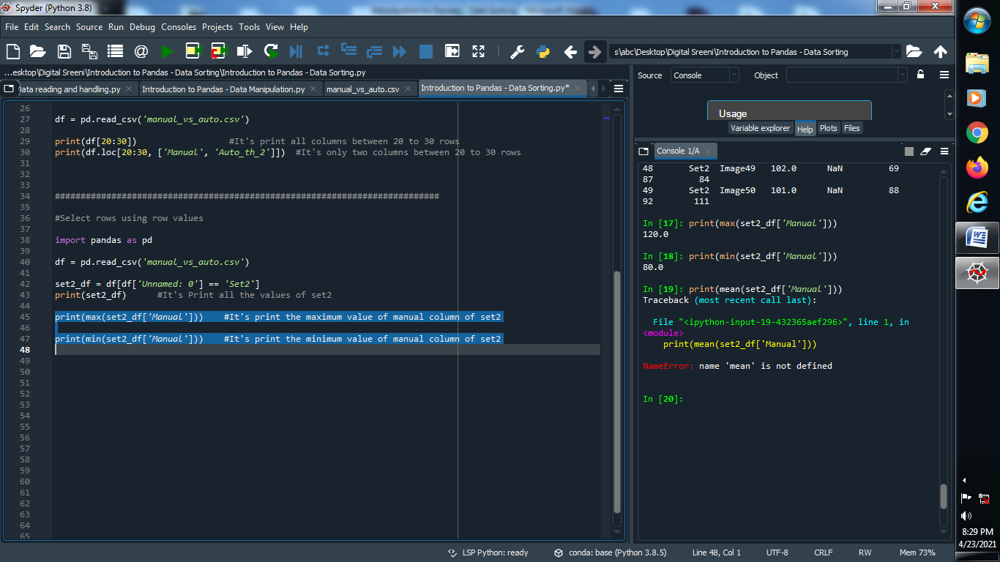 Spyder (Python 3.8)
File Edit Search Source Run Debug Consoles Projects Tools View Help
s\abc\Desktop\Digital Sreeni\Introduction to Pandas - Data Sorting
...esktop\Digital Sreeni\Introduction to Pandas - Data Sorting\Introduction to Pandas - Data Sorting.py
ata reading and handling.py Introduction to Pandas - Data Manipulation.py manual_vs_auto.csv Introduction to Pandas - Data Sorting.py*
26
27 df = pd.read_csv('manual_vs_auto.csv')
28
29 print(df[20:30]) #It's print all columns between 20 to 30 rows
30 print(df.loc[20:30, ['Manual', 'Auto_th_2']]) #It's only two columns between 20 to 30 rows
31
32
33
34 ###########################################################################
35
36 #Select rows using row values
37
38 import pandas as pd
39
40 df = pd.read_csv('manual_vs_auto.csv')
41
42 set2_df = df[df['Unnamed: 0'] == 'Set2']
43 print(set2_df) #It's Print all the values of set2
44
45 print(max(set2_df['Manual'])) #It's print the maximum value of manual column of set2
46
47 print(min(set2_df['Manual'])) #It's print the minimum value of manual column of set2
48
49
50
51
52
53
54
55
56
57
58
59
60
61
62
63
64
65
Source Console Object
Usage
Variable explorer Help Plots Files
Console 1/A
48 Set2 Image49 102.0 NaN 69
87 84
49 Set2 Image50 101.0 NaN 88
92 111
In [17]: print(max(set2_df['Manual']))
120.0
In [18]: print(min(set2_df['Manual']))
80.0
In [19]: print(mean(set2_df['Manual']))
Traceback (most recent call last):
File "<ipython-input-19-432365aef296>", line 1, in
<module>
print(mean(set2_df['Manual']))
NameError: name 'mean' is not defined
In [20]:
LSP Python: ready conda: base (Python 3.8.5) Line 48, Col 1 UTF-8 CRLF RW Mem 73%
8:29 PM
4/23/2021